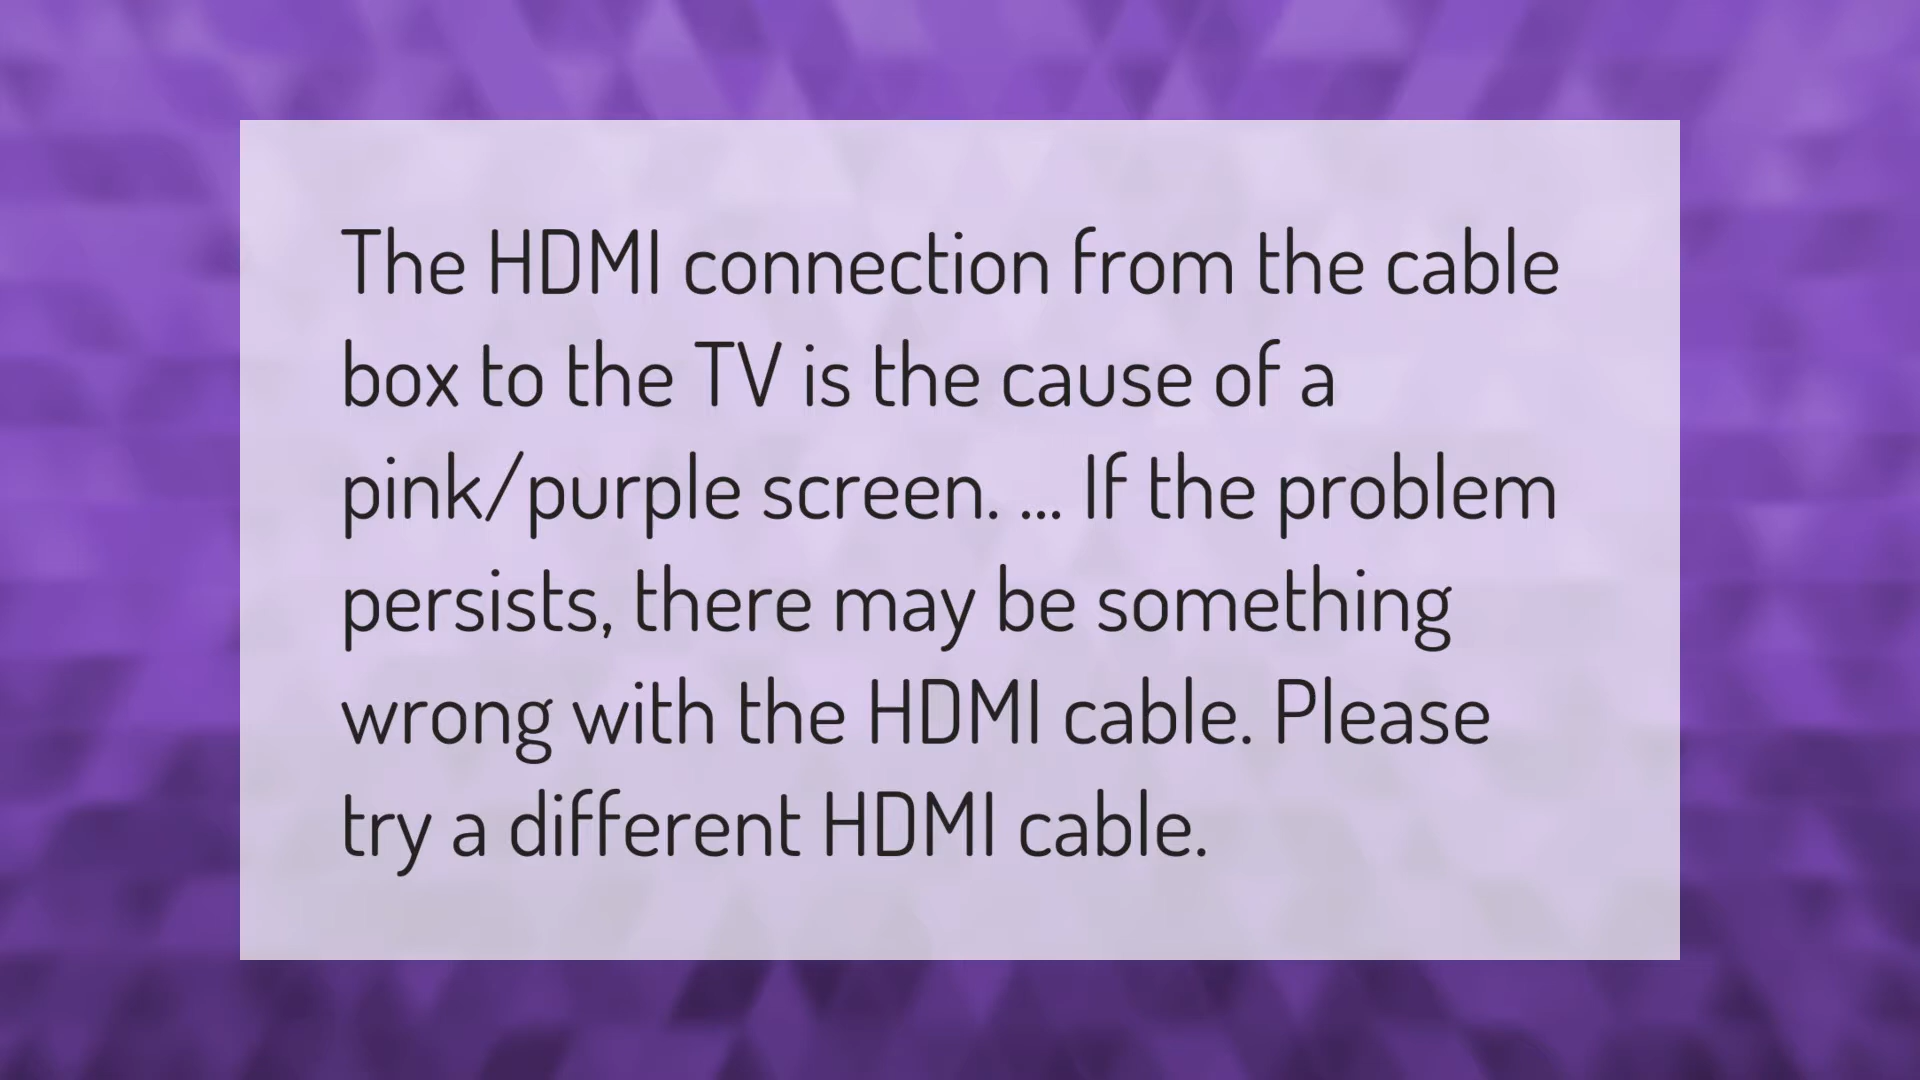 The HDMI connection from the cable
box to the TV is the cause of a
pink/purple screen. ... If the problem
persists, there may be something
wrong with the HDMI cable. Please
try a different HDMI cable.